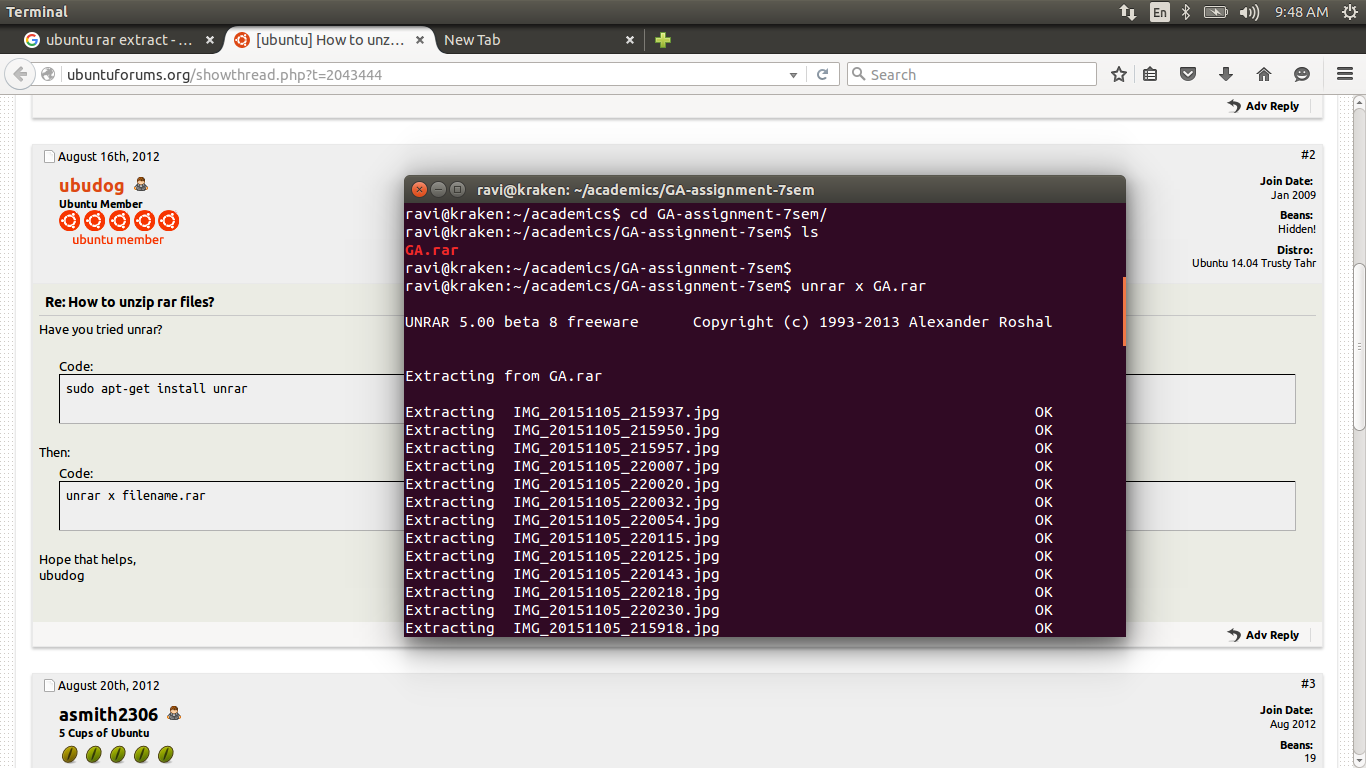 Terminal
En
9:48 AM
ubuntu rar extract - ...
[ubuntu] How to unz...
New Tab
ubuntuforums.org/showthread.php?t=2043444
Search
Adv Reply
August 16th, 2012
#2
ubudog
Ubuntu Member
ubuntu member
Join Date:
Jan 2009
Beans:
Hidden!
Distro:
Ubuntu 14.04 Trusty Tahr
Re: How to unzip rar files?
Have you tried unrar?
Code:
sudo apt-get install unrar
Then:
Code:
unrar x filename.rar
Hope that helps,
ubudog
Adv Reply
ravi@kraken: ~/academics/GA-assignment-7sem
ravi@kraken:~/academics$ cd GA-assignment-7sem/
ravi@kraken:~/academics/GA-assignment-7sem$ ls
GA.rar
ravi@kraken:~/academics/GA-assignment-7sem$
ravi@kraken:~/academics/GA-assignment-7sem$ unrar x GA.rar
UNRAR 5.00 beta 8 freeware Copyright (c) 1993-2013 Alexander Roshal
Extracting from GA.rar
Extracting IMG_20151105_215937.jpg OK
Extracting IMG_20151105_215950.jpg OK
Extracting IMG_20151105_215957.jpg OK
Extracting IMG_20151105_220007.jpg OK
Extracting IMG_20151105_220020.jpg OK
Extracting IMG_20151105_220032.jpg OK
Extracting IMG_20151105_220054.jpg OK
Extracting IMG_20151105_220115.jpg OK
Extracting IMG_20151105_220125.jpg OK
Extracting IMG_20151105_220143.jpg OK
Extracting IMG_20151105_220218.jpg OK
Extracting IMG_20151105_220230.jpg OK
Extracting IMG_20151105_215918.jpg OK
August 20th, 2012
#3
asmith2306
5 Cups of Ubuntu
Join Date:
Aug 2012
Beans:
19